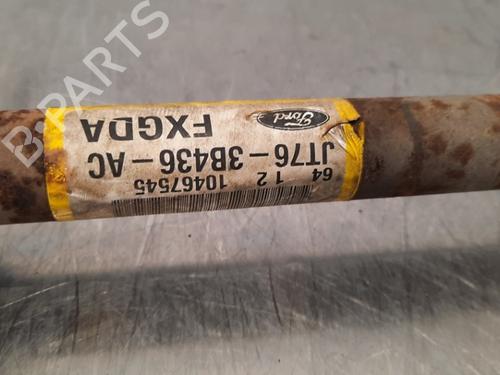 Ford
FXGDA
JT76-3B436-AC
10467545
64 1 2
B-PARTS